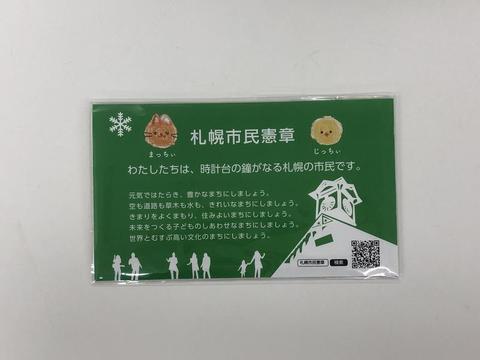 札幌市民憲章
まっちぃ
じっちぃ
わたしたちは、時計台の鐘がなる札幌の市民です。
元気ではたらき、豊かなまちにしましょう。
空も道路も草木も水も、きれいなまちにしましょう。
きまりをよくまもり、住みよいまちにしましょう。
未来をつくる子どものしあわせなまちにしましょう。
世界とむすぶ高い文化のまちにしましょう。
札幌市民憲章 検索